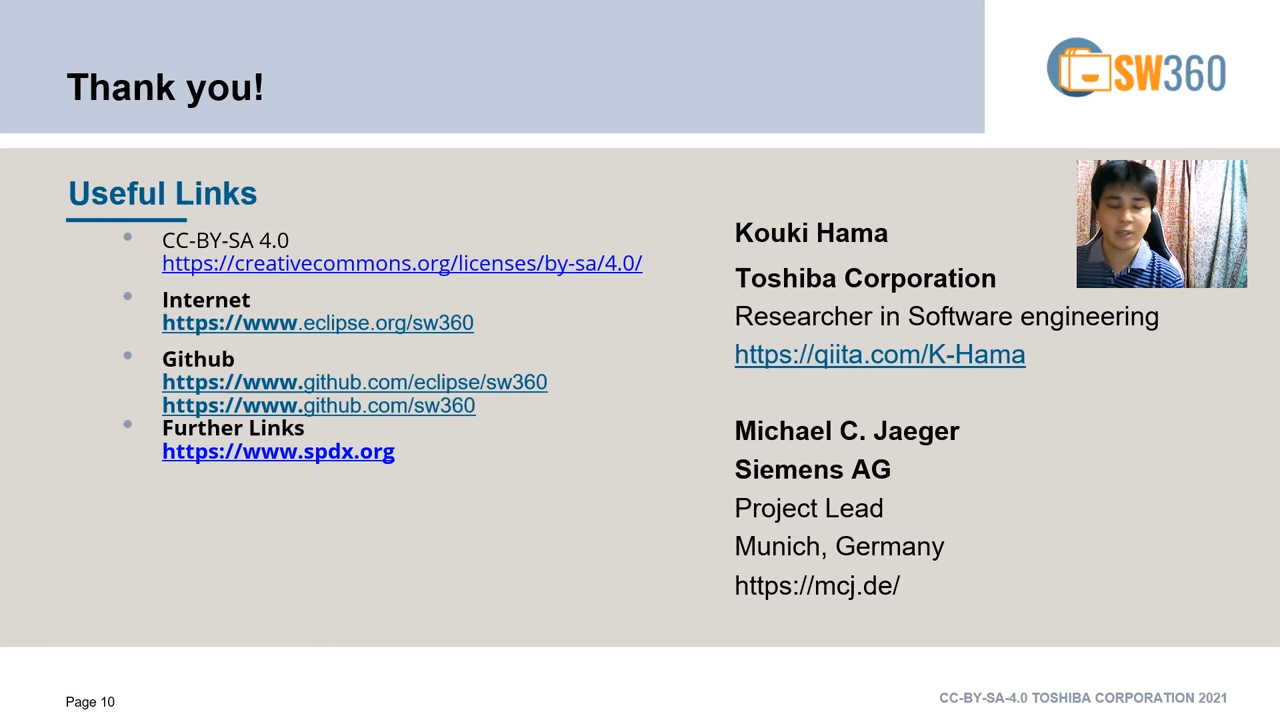 Thank you!
SW360
Useful Links
CC-BY-SA 4.0
https://creativecommons.org/licenses/by-sa/4.0/
Internet
https://www.eclipse.org/sw360
Github
https://www.github.com/eclipse/sw360
https://www.github.com/sw360
Further Links
https://www.spdx.org
Kouki Hama
Toshiba Corporation
Researcher in Software engineering
https://qiita.com/K-Hama
Michael C. Jaeger
Siemens AG
Project Lead
Munich, Germany
https://mcj.de/
Page 10
CC-BY-SA-4.0 TOSHIBA CORPORATION 2021